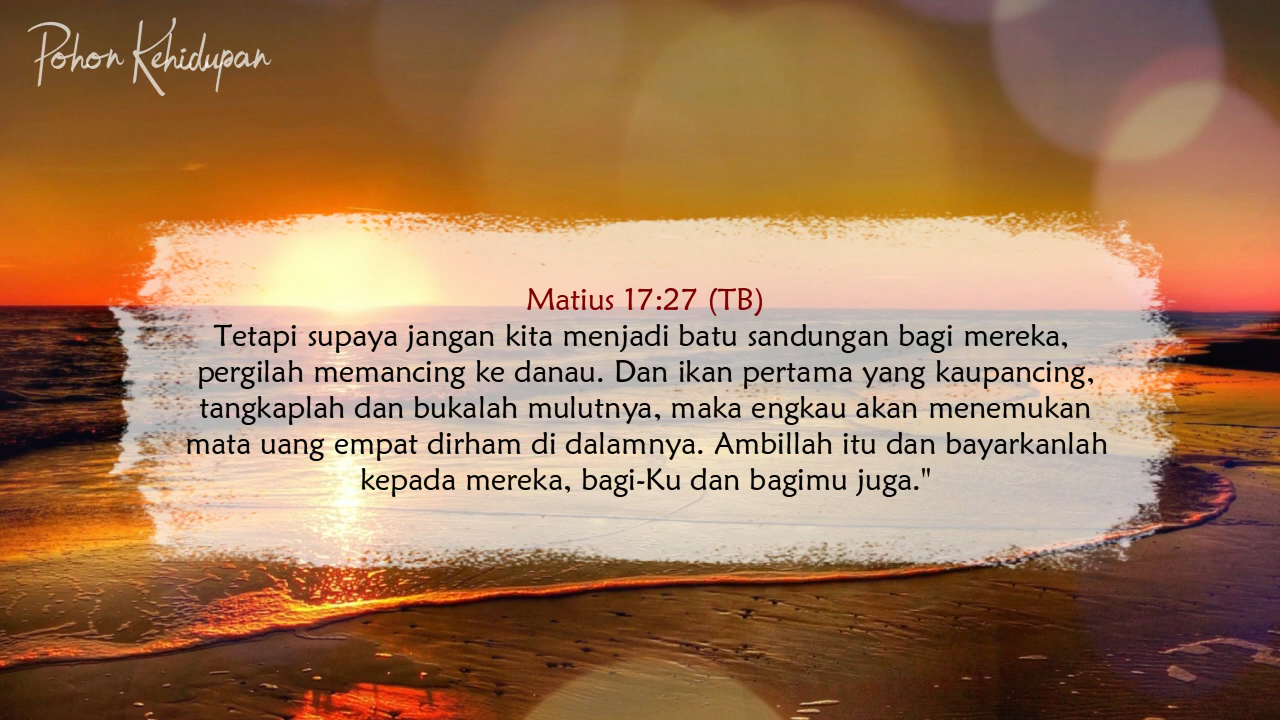 Pohon Kehidupan
Matius 17:27 (TB)
Tetapi supaya jangan kita menjadi batu sandungan bagi mereka,
pergilah memancing ke danau. Dan ikan pertama yang kaupancing,
tangkaplah dan bukalah mulutnya, maka engkau akan menemukan
mata uang empat dirham di dalamnya. Ambillah itu dan bayarkanlah
kepada mereka, bagi-Ku dan bagimu juga."